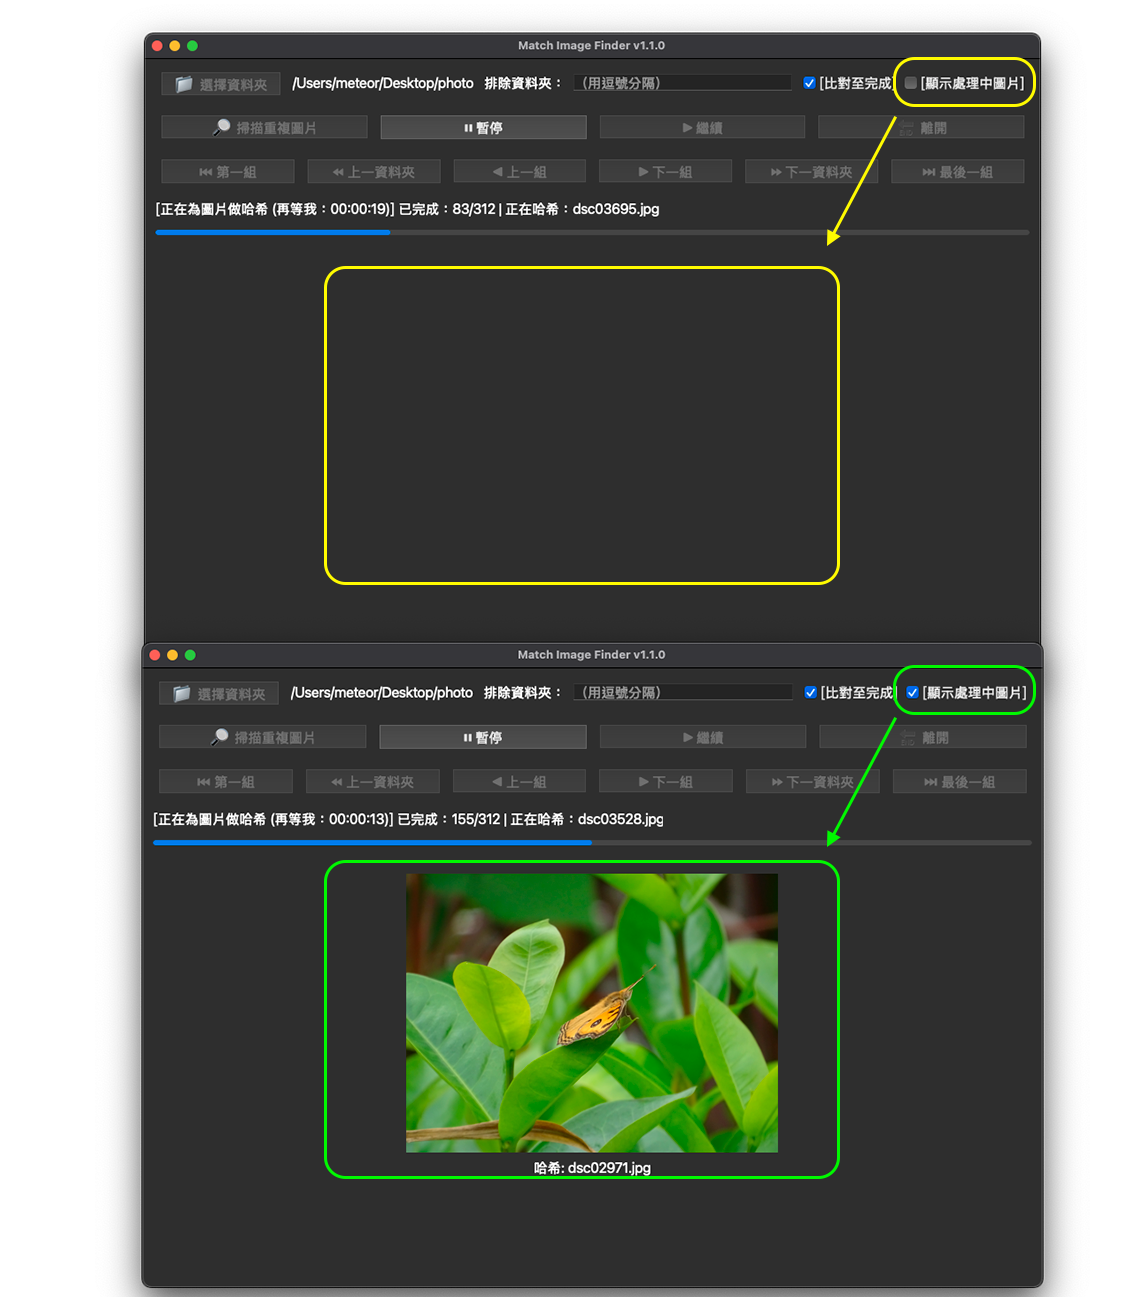 Match Image Finder v1.1.0
選擇資料夾 /Users/meteor/Desktop/photo 排除資料夾： (用逗號分隔) [比對至完成] [顯示處理中圖片]
掃描重複圖片 暫停 繼續 離開
第一組 上一資料夾 上一組 下一組 下一資料夾 最後一組
[正在為圖片做哈希 (再等我：00:00:19)] 已完成：83/312 | 正在哈希：dsc03695.jpg
Match Image Finder v1.1.0
選擇資料夾 /Users/meteor/Desktop/photo 排除資料夾： (用逗號分隔) [比對至完成] [顯示處理中圖片]
掃描重複圖片 暫停 繼續 離開
第一組 上一資料夾 上一組 下一組 下一資料夾 最後一組
[正在為圖片做哈希 (再等我：00:00:13)] 已完成：155/312 | 正在哈希：dsc03528.jpg
哈希: dsc02971.jpg